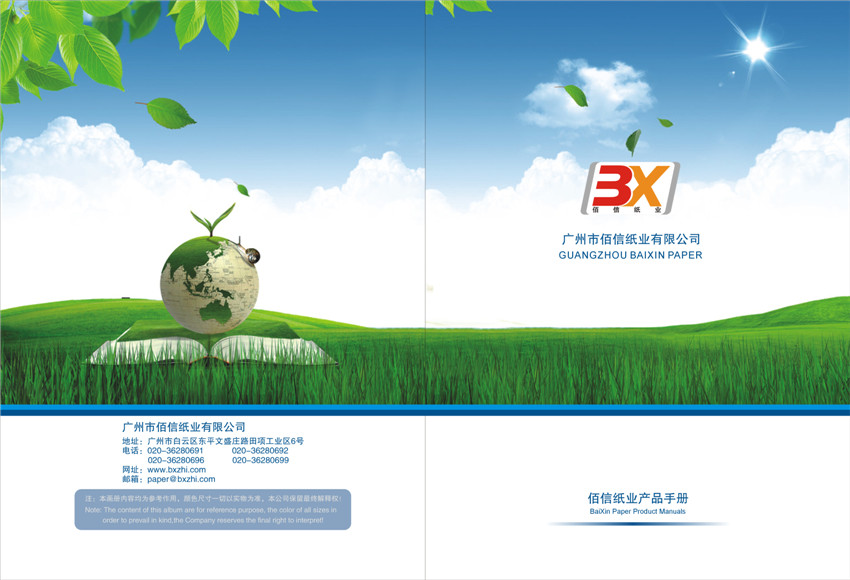 BX
佰信纸业
广州市佰信纸业有限公司
GUANGZHOU BAIXIN PAPER
广州市佰信纸业有限公司
地址：广州市白云区东平文盛庄路田项工业区6号
电话：020-36280691 020-36280692
020-36280696 020-36280699
网址：www.bxzhi.com
邮箱：paper@bxzhi.com
注：本画册内容均为参考作用，颜色尺寸一切以实物为准，本公司保留最终解释权！
Note: The content of this album are for reference purpose, the color of all sizes in
order to prevail in kind,the Company reserves the final right to interpret!
佰信纸业产品手册
BaiXin Paper Product Manuals